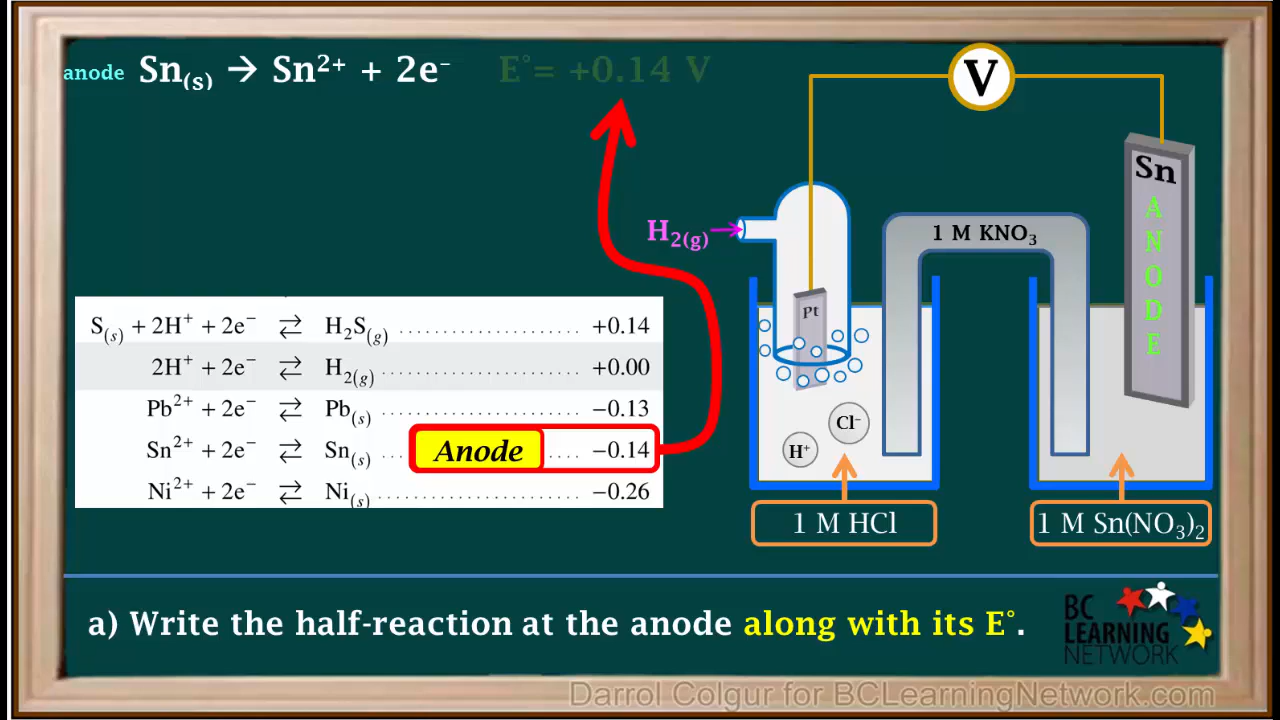 anode Sn(s) → Sn²⁺ + 2e⁻ E°= +0.14 V
V
Sn
ANODE
H₂(g)
1 M KNO₃
Pt
S(s) + 2H⁺ + 2e⁻ ⇄ H₂S(g) ..................... +0.14
2H⁺ + 2e⁻ ⇄ H₂(g) ....................... +0.00
Pb²⁺ + 2e⁻ ⇄ Pb(s) ....................... −0.13
Sn²⁺ + 2e⁻ ⇄ Sn(s) .. Anode .... −0.14
Ni²⁺ + 2e⁻ ⇄ Ni(s) ....................... −0.26
Cl⁻
H⁺
1 M HCl
1 M Sn(NO₃)₂
a) Write the half-reaction at the anode along with its E°.
BC
LEARNING
NETWORK
Darrol Colgur for BCLearningNetwork.com